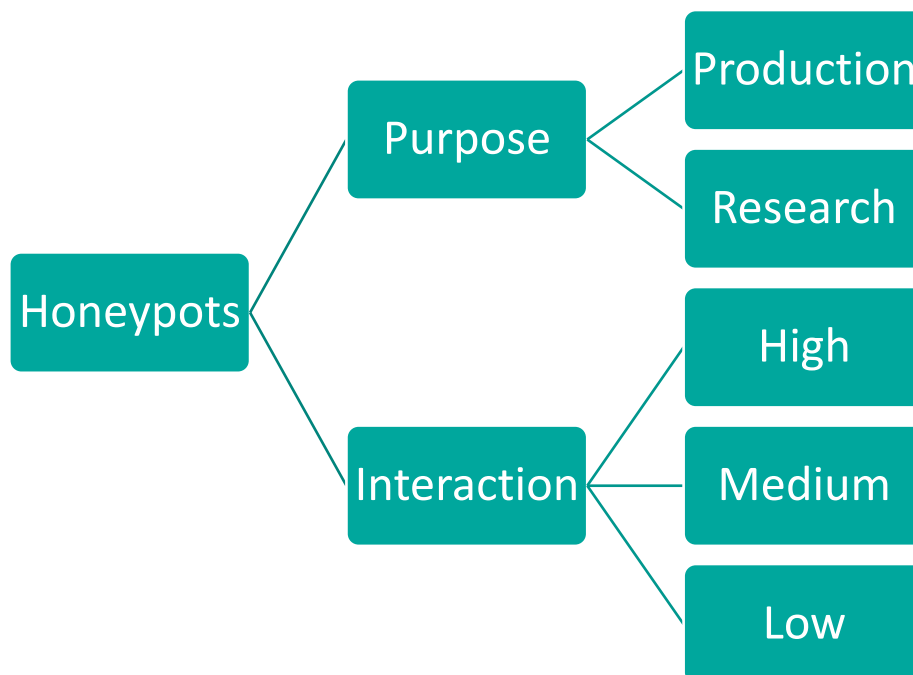 Honeypots
Purpose
Production
Research
Interaction
High
Medium
Low